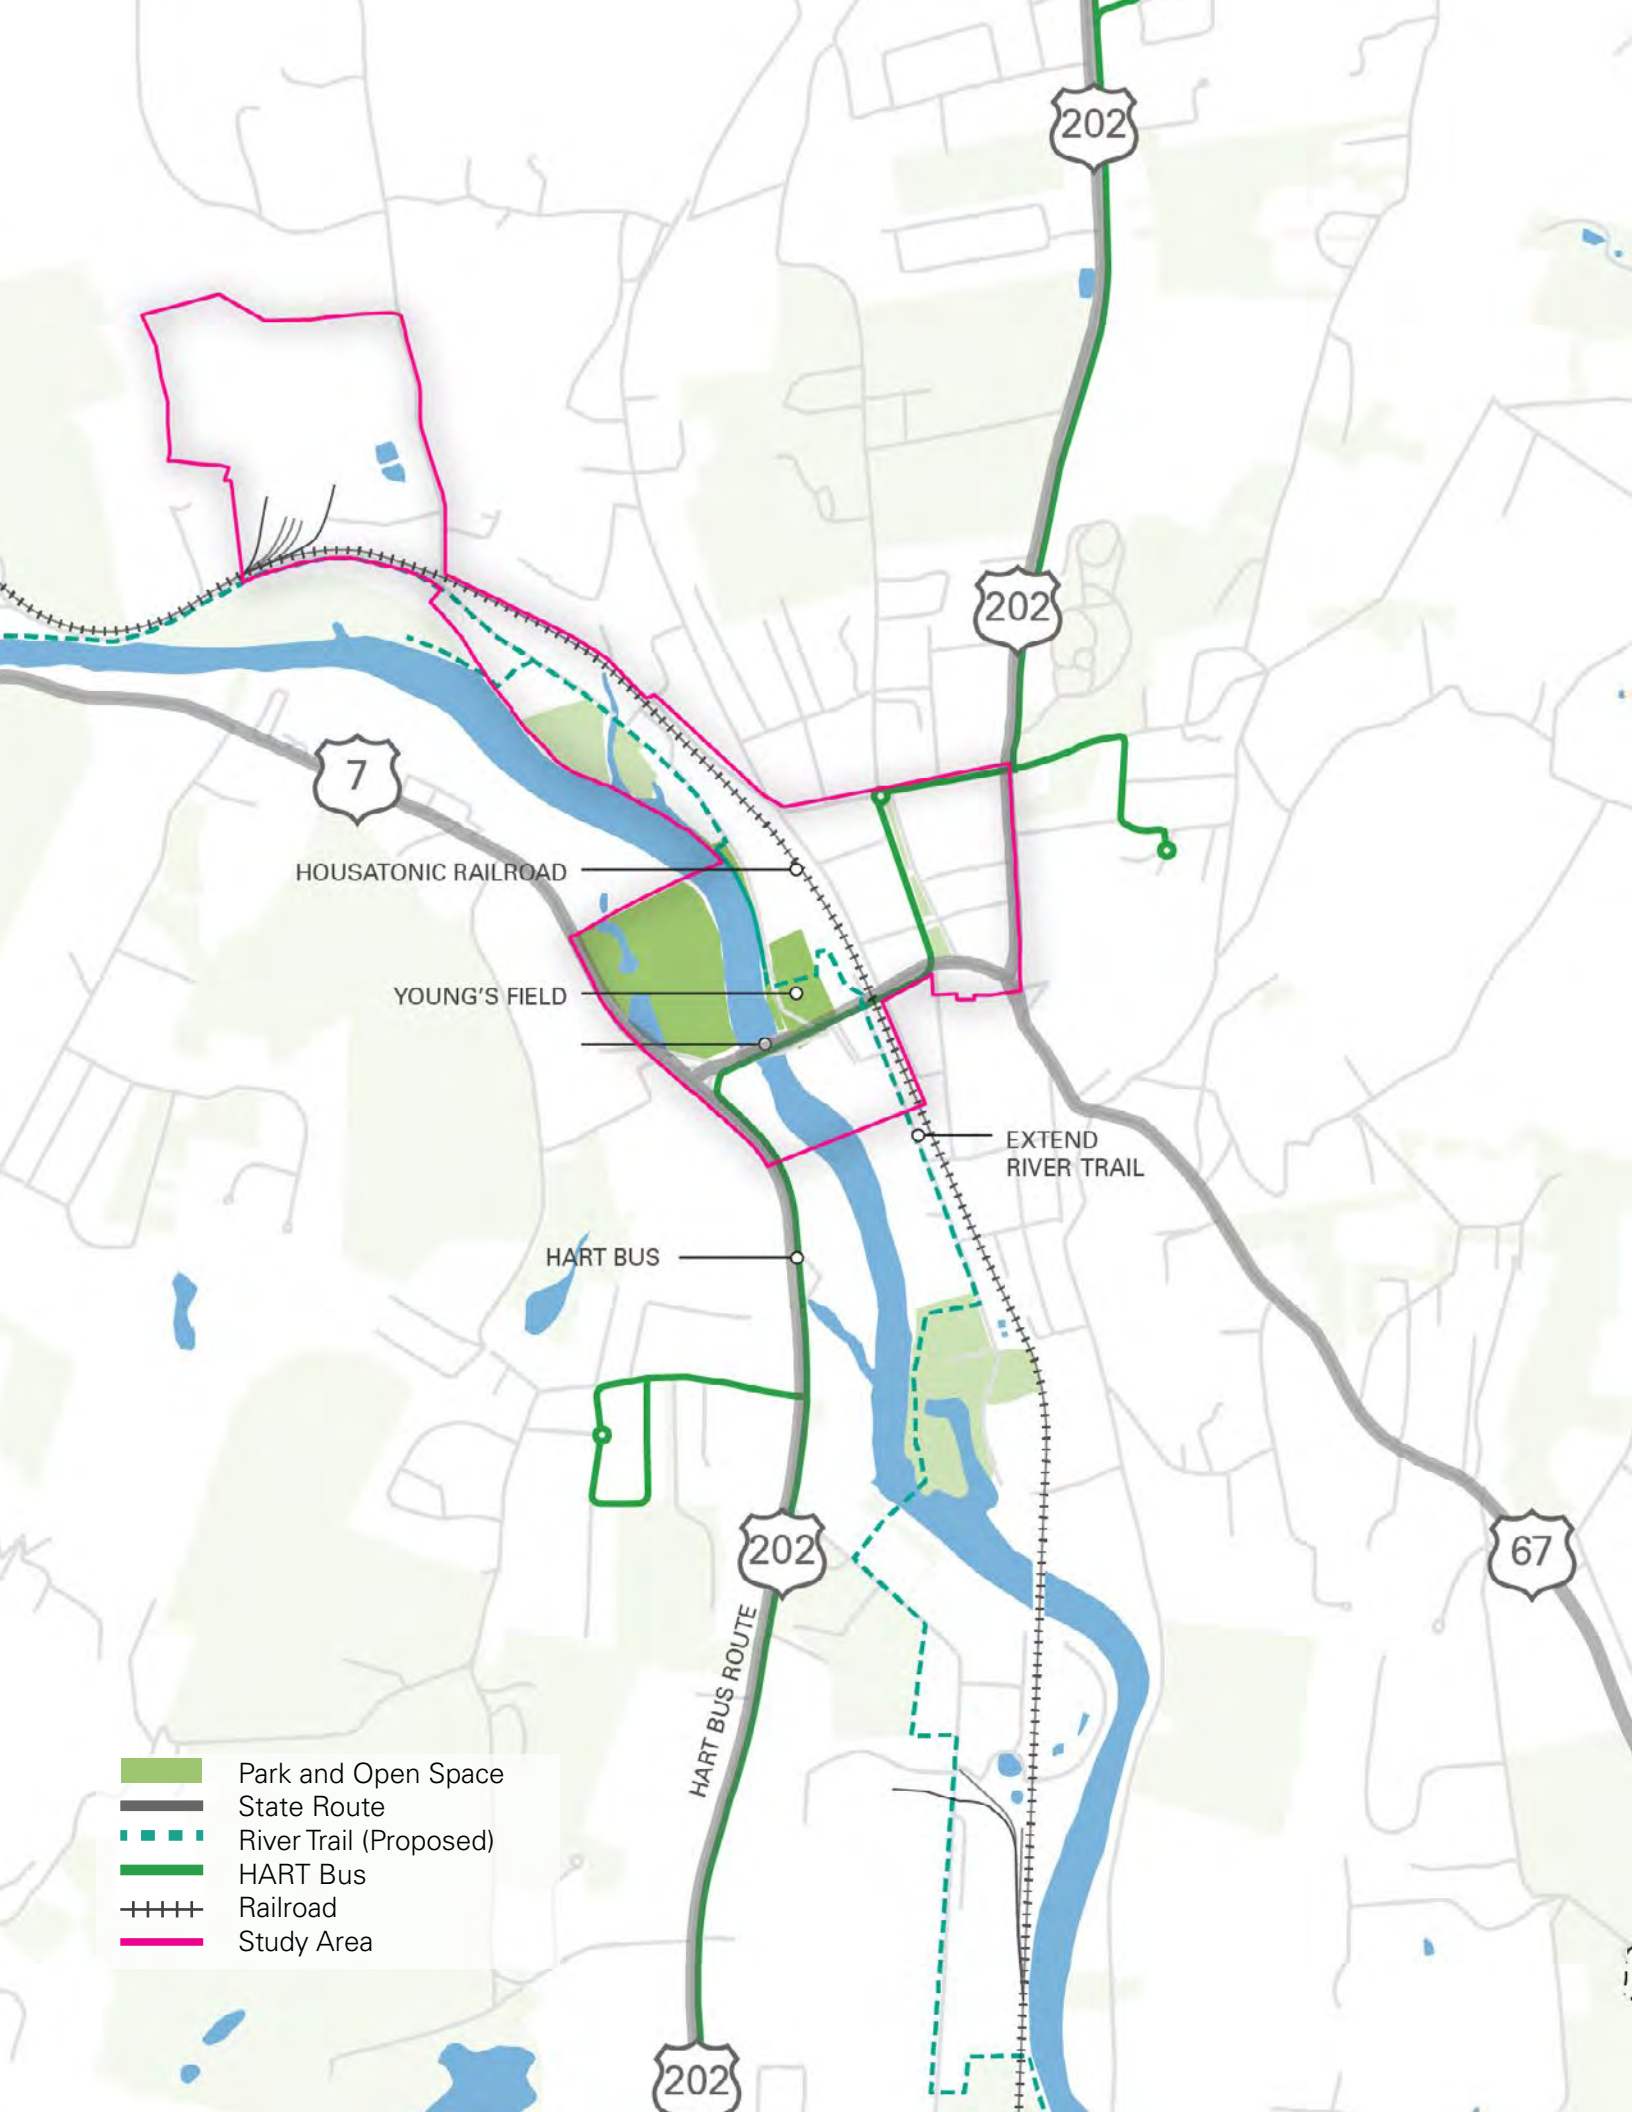 202
202
7
HOUSATONIC RAILROAD
YOUNG'S FIELD
EXTEND
RIVER TRAIL
HART BUS
202
67
HART BUS ROUTE
Park and Open Space
State Route
River Trail (Proposed)
HART Bus
Railroad
Study Area
202